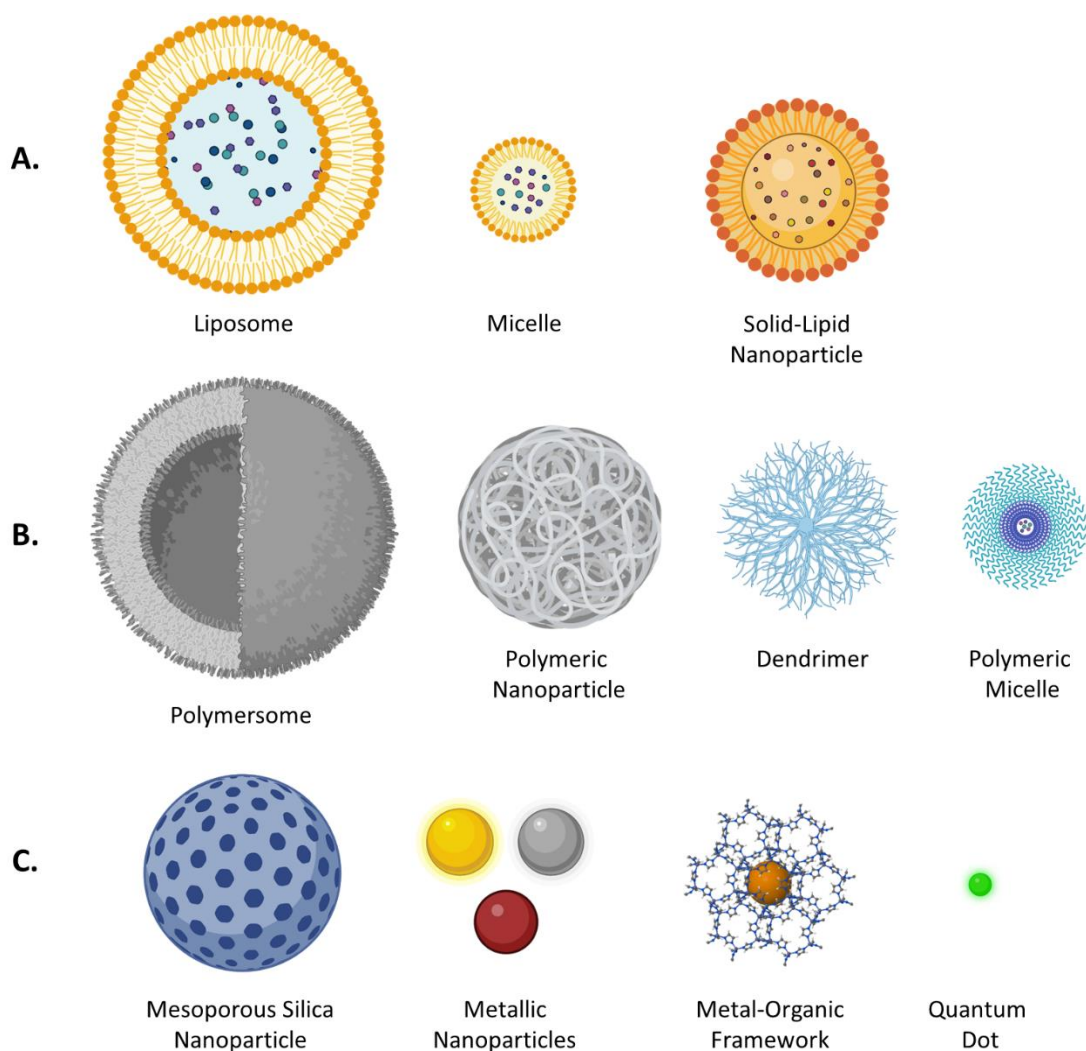 A.
Liposome
Micelle
Solid-Lipid
Nanoparticle
B.
Polymersome
Polymeric
Nanoparticle
Dendrimer
Polymeric
Micelle
C.
Mesoporous Silica
Nanoparticle
Metallic
Nanoparticles
Metal-Organic
Framework
Quantum
Dot